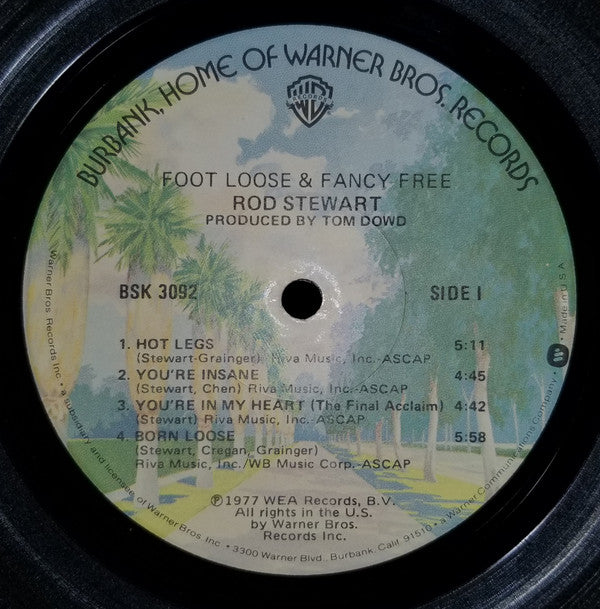 BURBANK, HOME OF WARNER BROS. RECORDS
RECORDS
FOOT LOOSE & FANCY FREE
ROD STEWART
PRODUCED BY TOM DOWD
BSK 3092
SIDE I
1. HOT LEGS 5:11
(Stewart-Grainger) Riva Music, Inc.-ASCAP
2. YOU'RE INSANE 4:45
(Stewart, Chen) Riva Music, Inc.-ASCAP
3. YOU'RE IN MY HEART (The Final Acclaim) 4:42
(Stewart) Riva Music, Inc.-ASCAP
4. BORN LOOSE 5:58
(Stewart, Cregan, Grainger)
Riva Music, Inc./WB Music Corp.-ASCAP
℗1977 WEA Records, B.V.
All rights in the U.S.
by Warner Bros.
Records Inc.
Warner Bros. Records Inc. • a subsidiary and licensee of Warner Bros. Inc. • 3300 Warner Blvd., Burbank, Calif. 91510 • a Warner Communications Company •
Made in U.S.A.